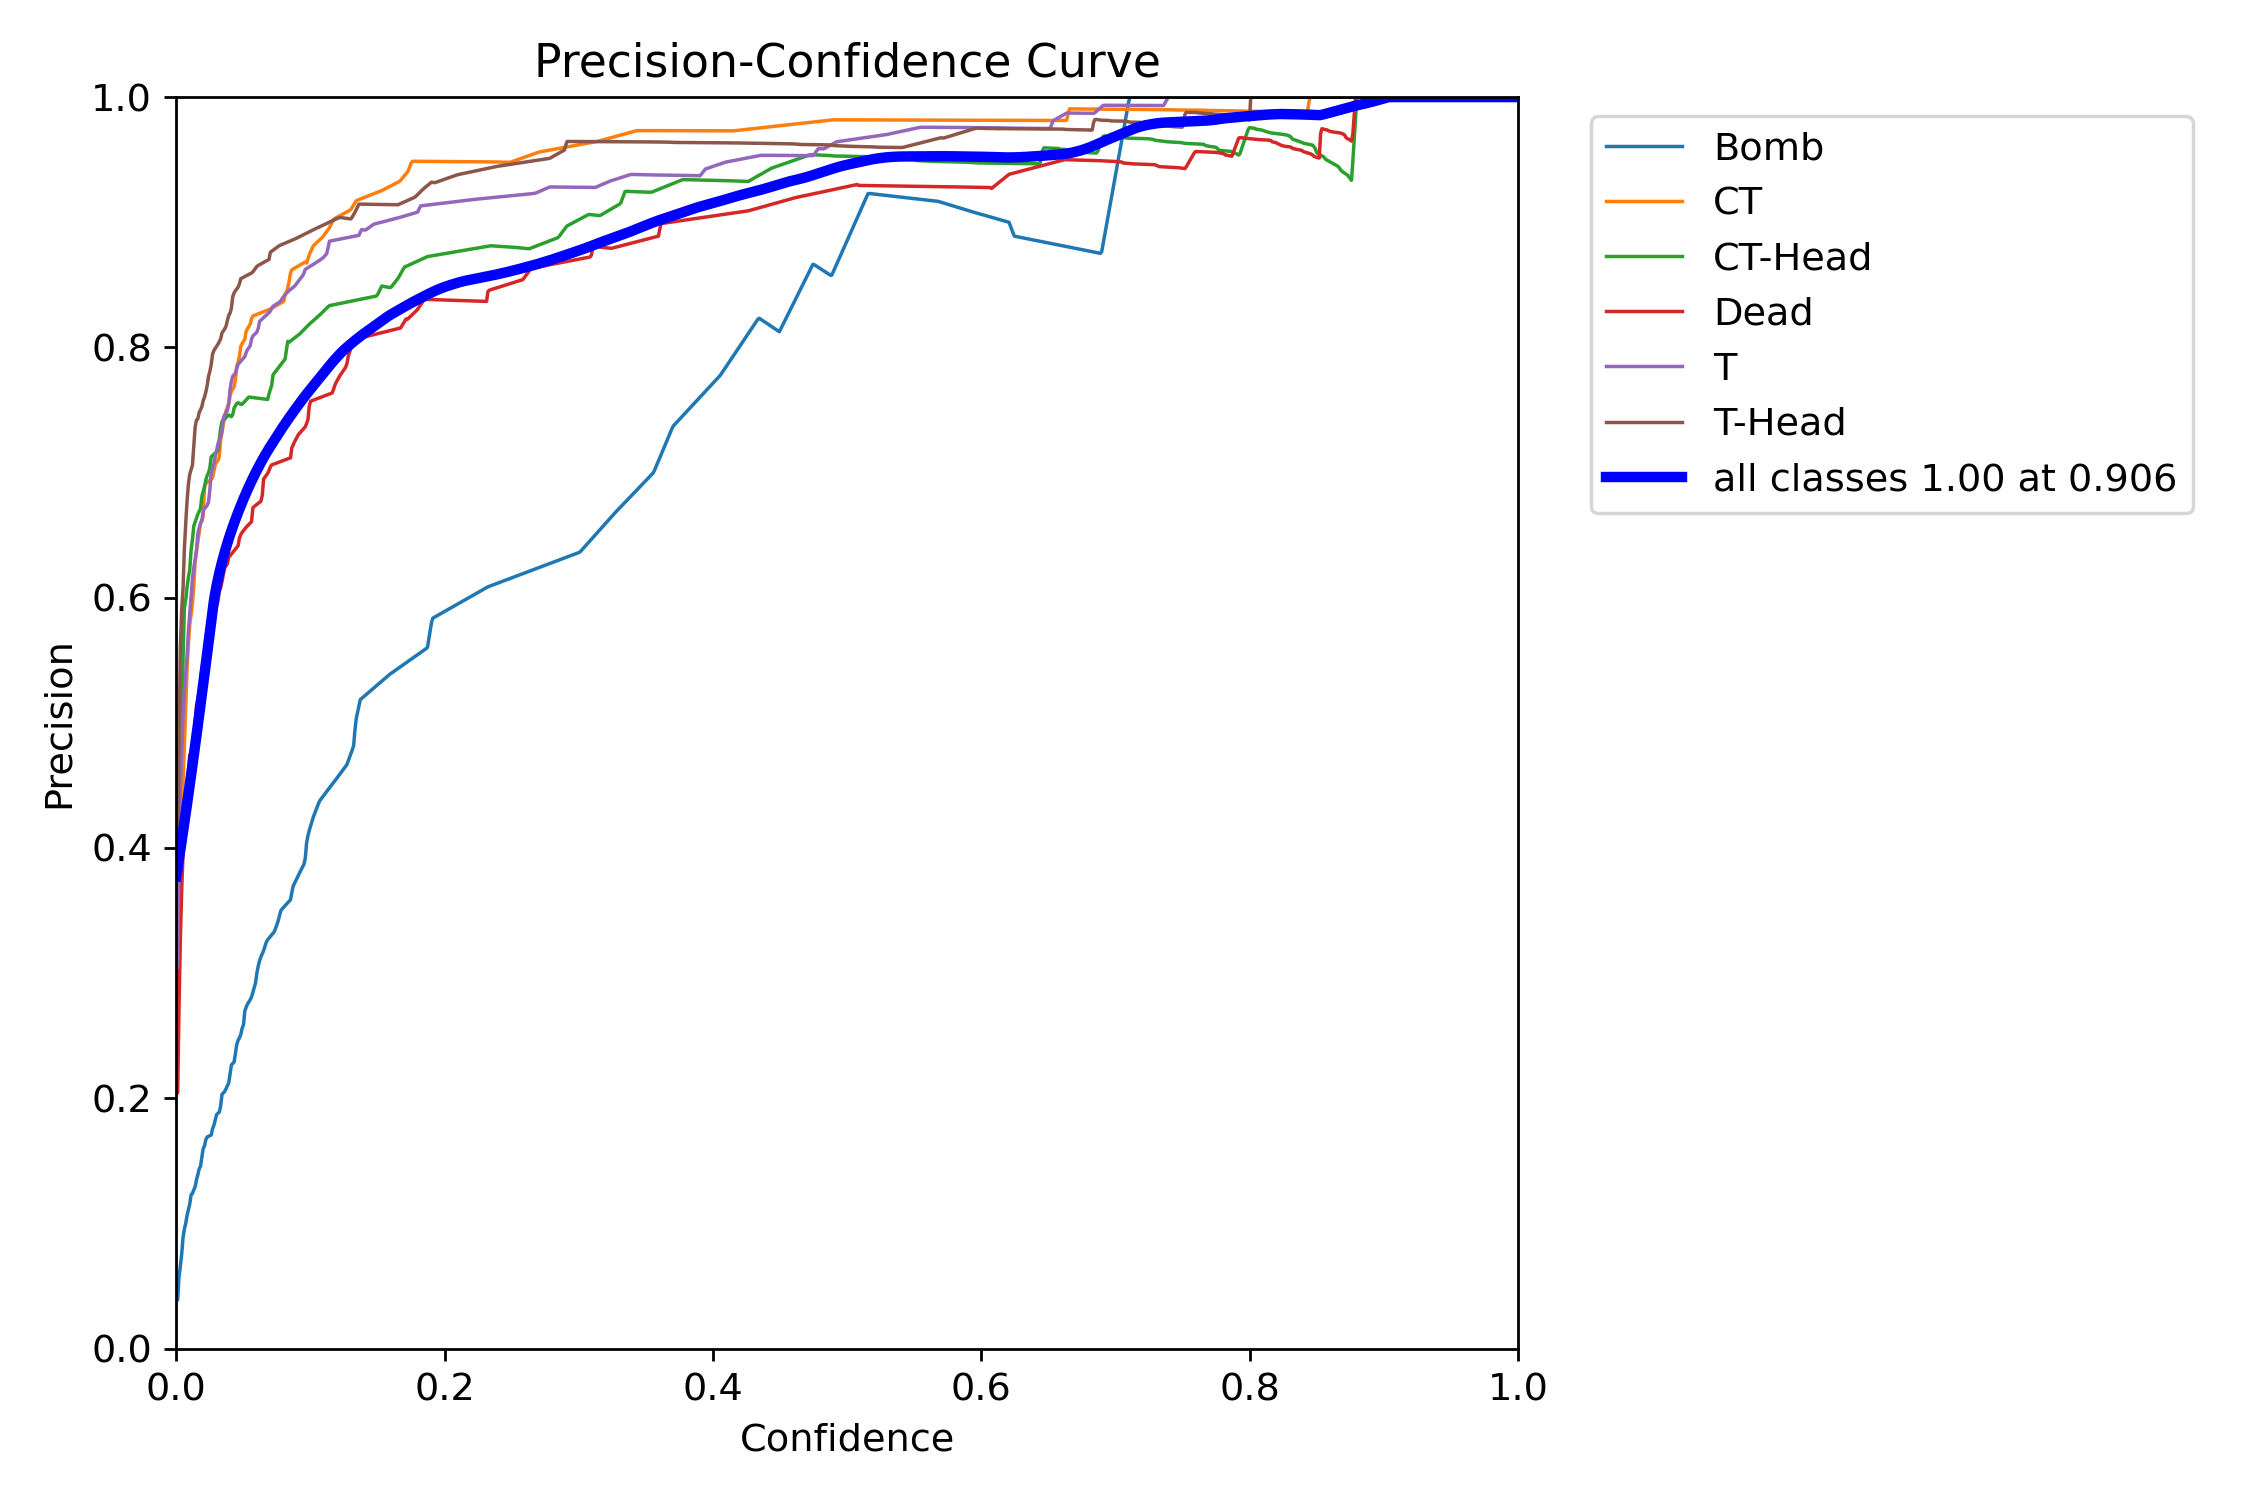 Precision-Confidence Curve
1.0
0.8
0.6
0.4
0.2
0.0
Precision
0.0 0.2 0.4 0.6 0.8 1.0
Confidence
Bomb
CT
CT-Head
Dead
T
T-Head
all classes 1.00 at 0.906